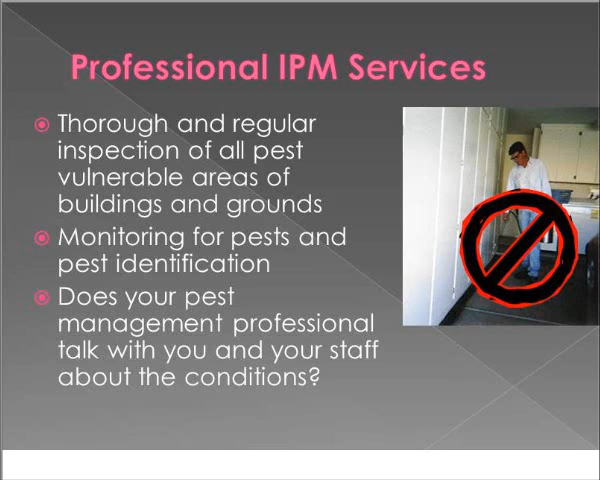 Professional IPM Services
Thorough and regular
inspection of all pest
vulnerable areas of
buildings and grounds
Monitoring for pests and
pest identification
Does your pest
management professional
talk with you and your staff
about the conditions?